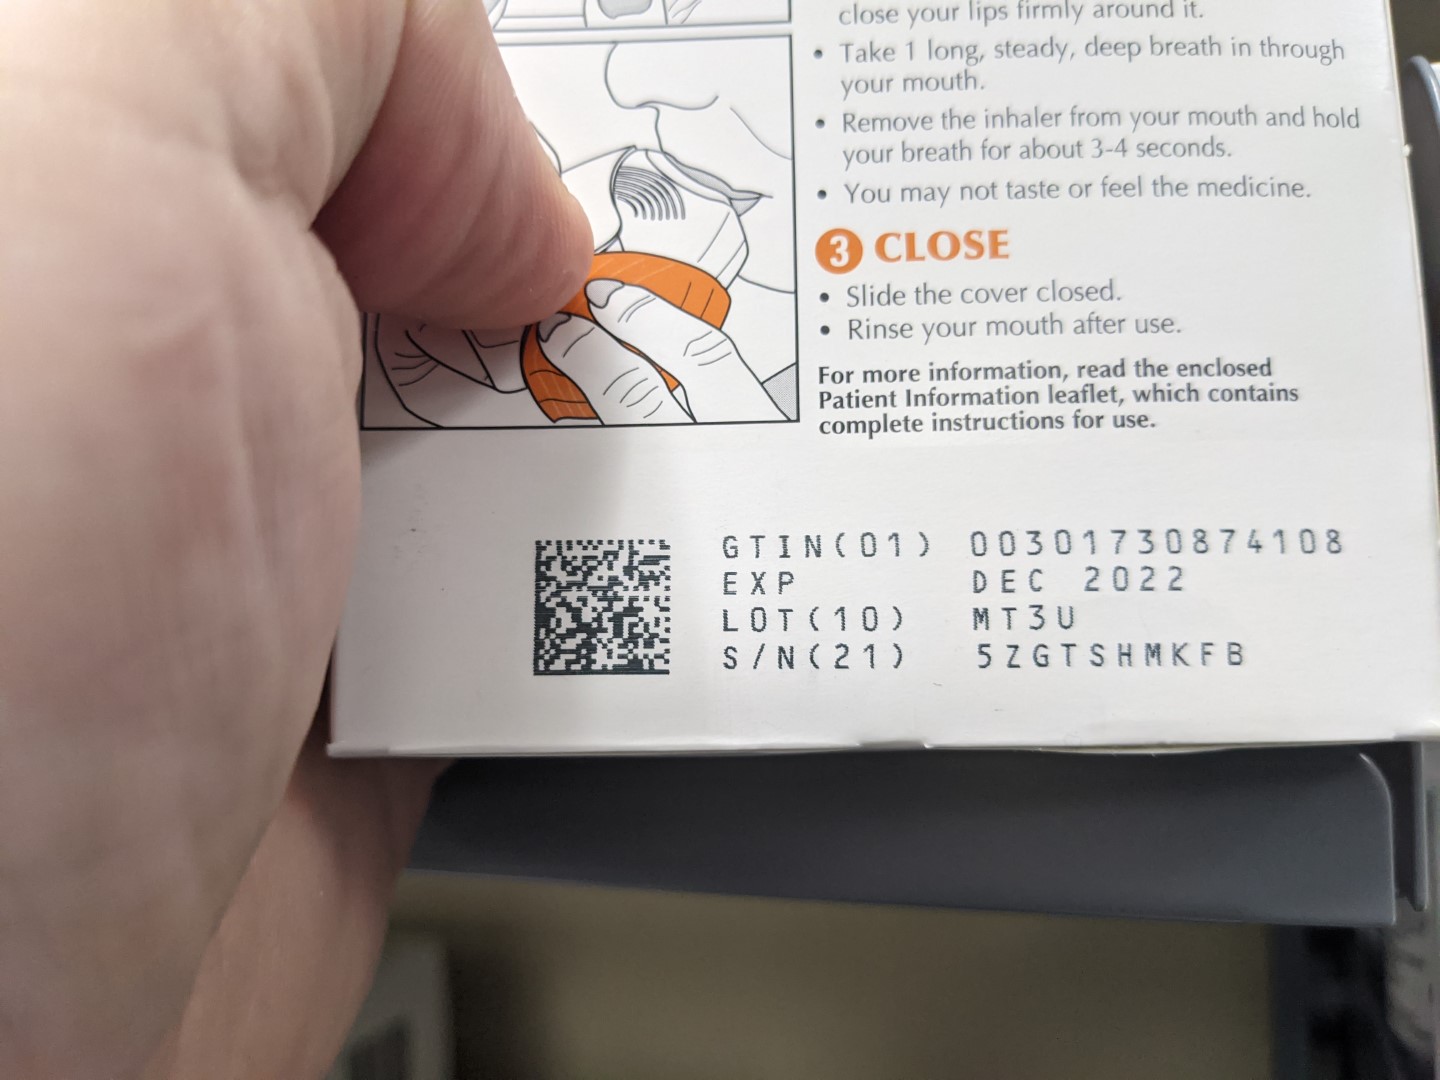 close your lips firmly around it.
• Take 1 long, steady, deep breath in through
your mouth.
• Remove the inhaler from your mouth and hold
your breath for about 3-4 seconds.
• You may not taste or feel the medicine.
3 CLOSE
• Slide the cover closed.
• Rinse your mouth after use.
For more information, read the enclosed
Patient Information leaflet, which contains
complete instructions for use.
GTIN(01) 00301730874108
EXP DEC 2022
LOT(10) MT3U
S/N(21) 5ZGTSHMKFB